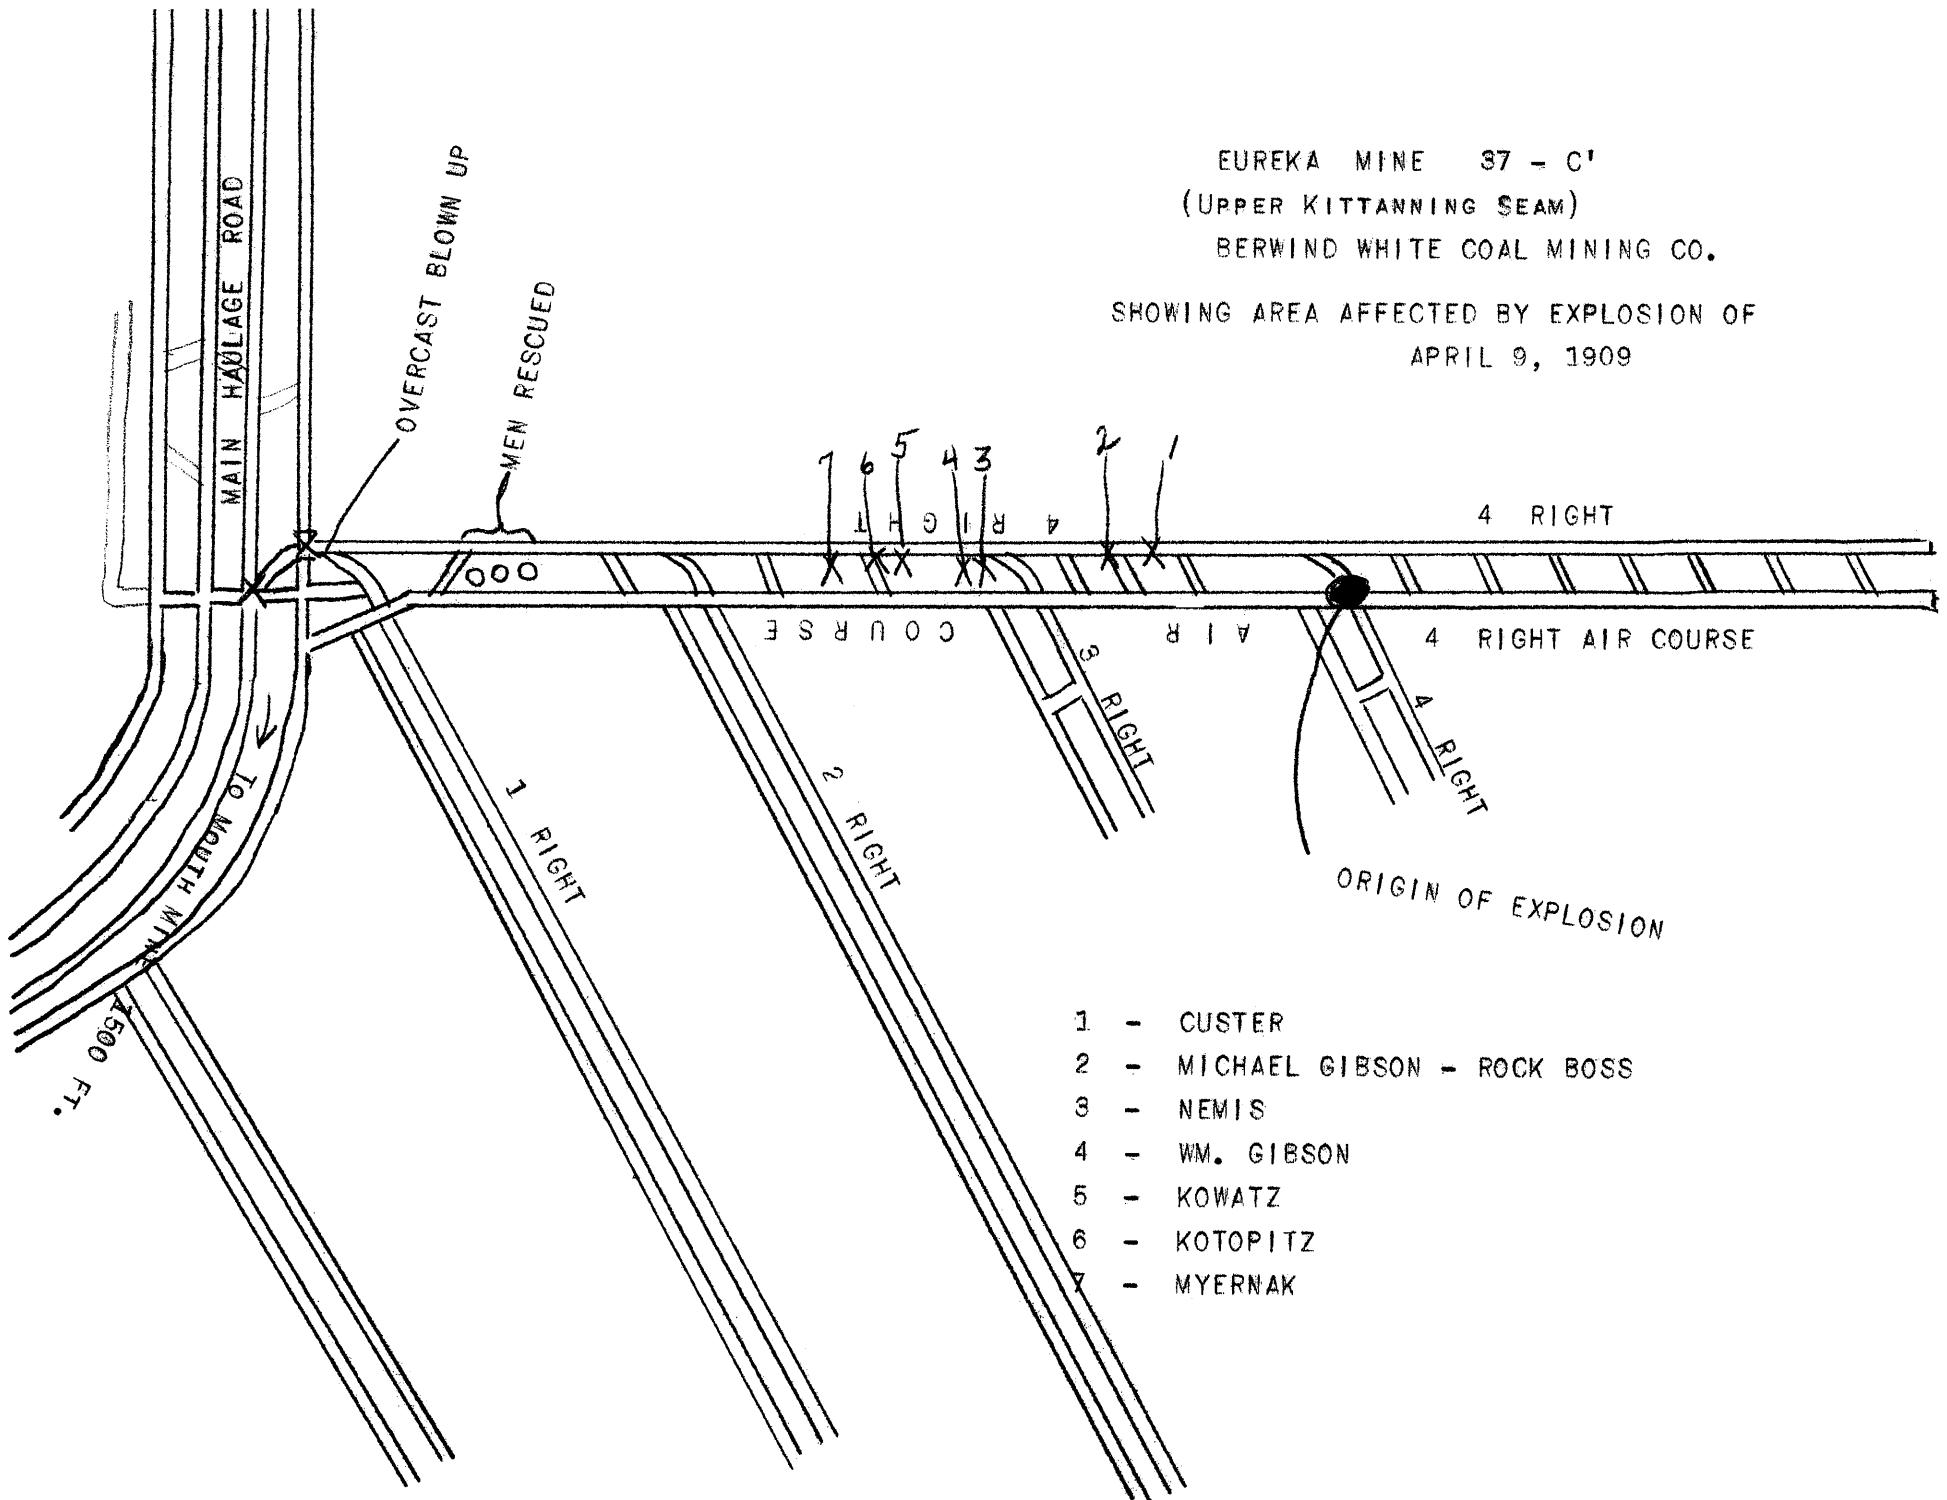 EUREKA MINE 37 - C'
(UPPER KITTANNING SEAM)
BERWIND WHITE COAL MINING CO.
SHOWING AREA AFFECTED BY EXPLOSION OF
APRIL 9, 1909
MAIN HAULAGE ROAD
OVERCAST BLOWN UP
MEN RESCUED
7 6 5 4 3 2 1
4 RIGHT
4 RIGHT
AIR COURSE
4 RIGHT AIR COURSE
TO MOUTH MINE
1500 FT.
1 RIGHT
2 RIGHT
3 RIGHT
4 RIGHT
ORIGIN OF EXPLOSION
1 - CUSTER
2 - MICHAEL GIBSON - ROCK BOSS
3 - NEMIS
4 - WM. GIBSON
5 - KOWATZ
6 - KOTOPITZ
7 - MYERNAK